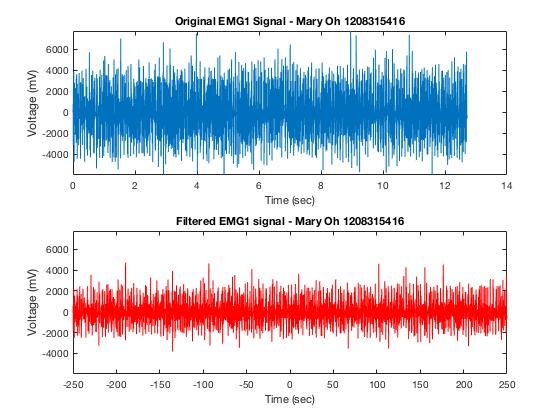 Original EMG1 Signal - Mary Oh 1208315416
6000
4000
2000
0
-2000
-4000
Voltage (mV)
0 2 4 6 8 10 12 14
Time (sec)
Filtered EMG1 signal - Mary Oh 1208315416
6000
4000
2000
0
-2000
-4000
Voltage (mV)
-250 -200 -150 -100 -50 0 50 100 150 200 250
Time (sec)